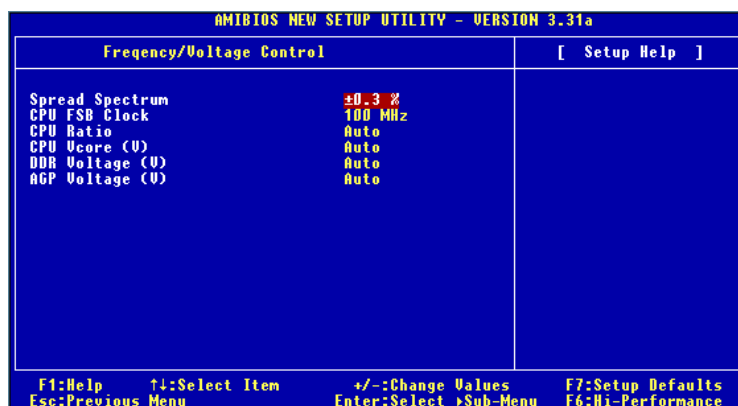 AMIBIOS NEW SETUP UTILITY - VERSION 3.31a
Freqency/Voltage Control
[ Setup Help ]
Spread Spectrum ±0.3 %
CPU FSB Clock 100 MHz
CPU Ratio Auto
CPU Vcore (V) Auto
DDR Voltage (V) Auto
AGP Voltage (V) Auto
F1:Help ↑↓:Select Item +/-:Change Values F7:Setup Defaults
Esc:Previous Menu Enter:Select ▸Sub-Menu F6:Hi-Performance